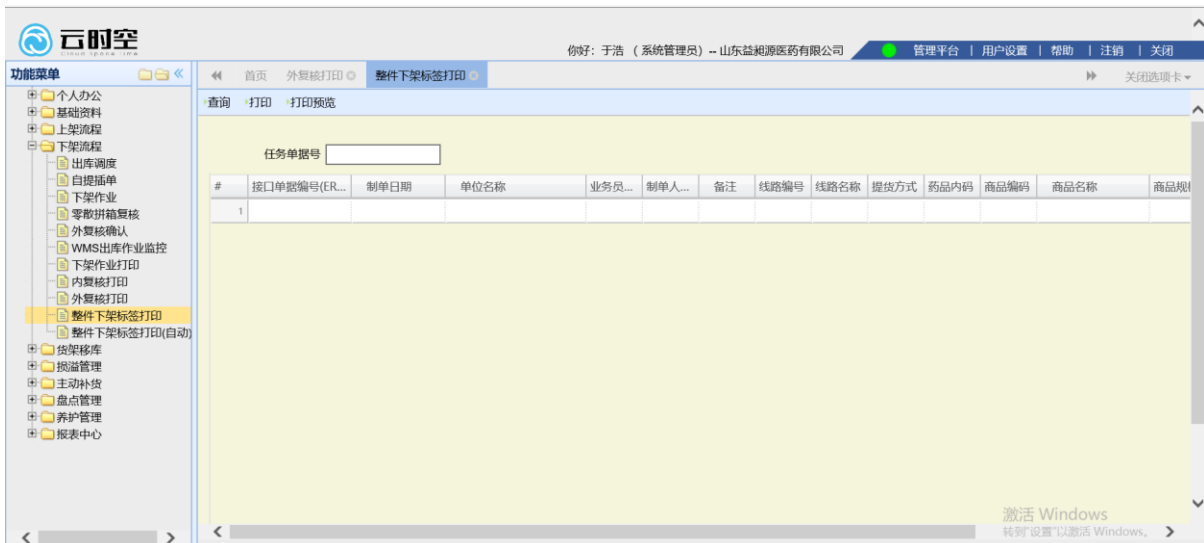 云时空
Cloud Space Time
你好：于浩 （ 系统管理员）-- 山东益昶源医药有限公司
管理平台 | 用户设置 | 帮助 | 注销 | 关闭
功能菜单
首页 外复核打印 整件下架标签打印
关闭选项卡
个人办公
基础资料
上架流程
下架流程
出库调度
自提插单
下架作业
零散拼箱复核
外复核确认
WMS出库作业监控
下架作业打印
内复核打印
外复核打印
整件下架标签打印
整件下架标签打印(自动)
货架移库
损溢管理
主动补货
盘点管理
养护管理
报表中心
查询 打印 打印预览
任务单据号
# 接口单据编号(ER... 制单日期 单位名称 业务员... 制单人... 备注 线路编号 线路名称 提货方式 药品内码 商品编码 商品名称 商品规
1
激活 Windows
转到"设置"以激活 Windows。